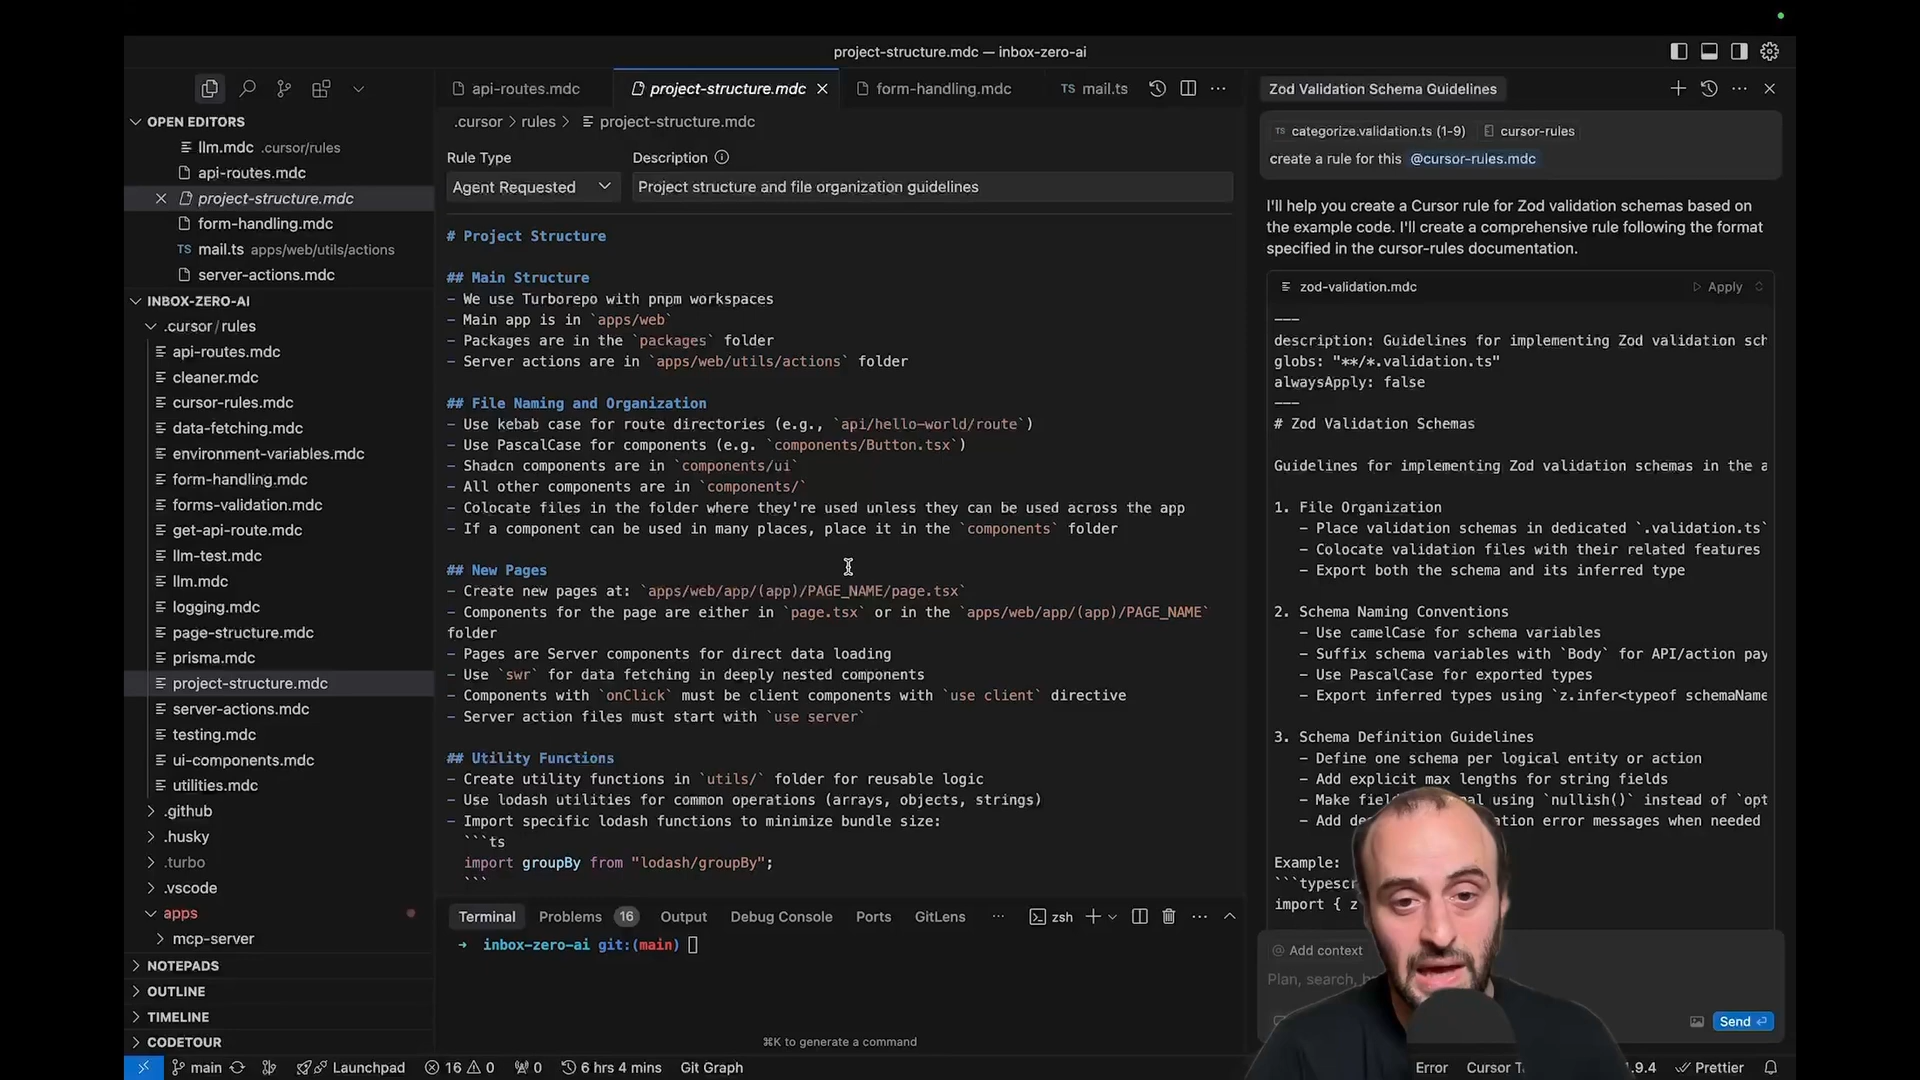 project-structure.mdc — inbox-zero-ai
api-routes.mdc
project-structure.mdc
form-handling.mdc
TS mail.ts
OPEN EDITORS
llm.mdc .cursor/rules
api-routes.mdc
project-structure.mdc
form-handling.mdc
TS mail.ts apps/web/utils/actions
server-actions.mdc
INBOX-ZERO-AI
.cursor/rules
api-routes.mdc
cleaner.mdc
cursor-rules.mdc
data-fetching.mdc
environment-variables.mdc
form-handling.mdc
forms-validation.mdc
get-api-route.mdc
llm-test.mdc
llm.mdc
logging.mdc
page-structure.mdc
prisma.mdc
project-structure.mdc
server-actions.mdc
testing.mdc
ui-components.mdc
utilities.mdc
.github
.husky
.turbo
.vscode
apps
mcp-server
NOTEPADS
OUTLINE
TIMELINE
CODETOUR
.cursor > rules > project-structure.mdc
Rule Type
Description
Agent Requested
Project structure and file organization guidelines
# Project Structure
## Main Structure
- We use Turborepo with pnpm workspaces
- Main app is in `apps/web`
- Packages are in the `packages` folder
- Server actions are in `apps/web/utils/actions` folder
## File Naming and Organization
- Use kebab case for route directories (e.g., `api/hello-world/route`)
- Use PascalCase for components (e.g. `components/Button.tsx`)
- Shadcn components are in `components/ui`
- All other components are in `components/`
- Colocate files in the folder where they're used unless they can be used across the app
- If a component can be used in many places, place it in the `components` folder
## New Pages
- Create new pages at: `apps/web/app/(app)/PAGE_NAME/page.tsx`
- Components for the page are either in `page.tsx` or in the `apps/web/app/(app)/PAGE_NAME`
folder
- Pages are Server components for direct data loading
- Use `swr` for data fetching in deeply nested components
- Components with `onClick` must be client components with `use client` directive
- Server action files must start with `use server`
## Utility Functions
- Create utility functions in `utils/` folder for reusable logic
- Use lodash utilities for common operations (arrays, objects, strings)
- Import specific lodash functions to minimize bundle size:
```ts
import groupBy from "lodash/groupBy";
```
Terminal
Problems 16
Output
Debug Console
Ports
GitLens
zsh
→ inbox-zero-ai git:(main)
⌘K to generate a command
Zod Validation Schema Guidelines
TS categorize.validation.ts (1-9)
cursor-rules
create a rule for this @cursor-rules.mdc
I'll help you create a Cursor rule for Zod validation schemas based on
the example code. I'll create a comprehensive rule following the format
specified in the cursor-rules documentation.
zod-validation.mdc
Apply
---
description: Guidelines for implementing Zod validation sch
globs: "**/*.validation.ts"
alwaysApply: false
---
# Zod Validation Schemas
Guidelines for implementing Zod validation schemas in the a
1. File Organization
- Place validation schemas in dedicated `.validation.ts`
- Colocate validation files with their related features
- Export both the schema and its inferred type
2. Schema Naming Conventions
- Use camelCase for schema variables
- Suffix schema variables with `Body` for API/action pay
- Use PascalCase for exported types
- Export inferred types using `z.infer<typeof schemaName
3. Schema Definition Guidelines
- Define one schema per logical entity or action
- Add explicit max lengths for string fields
- Make fiel nal using `nullish()` instead of `opt
- Add de ation error messages when needed
Example:
```typescr
import { z
@ Add context
Plan, search, b
Send
main
Launchpad
16
0
0
6 hrs 4 mins
Git Graph
Error
Cursor T
.9.4
Prettier